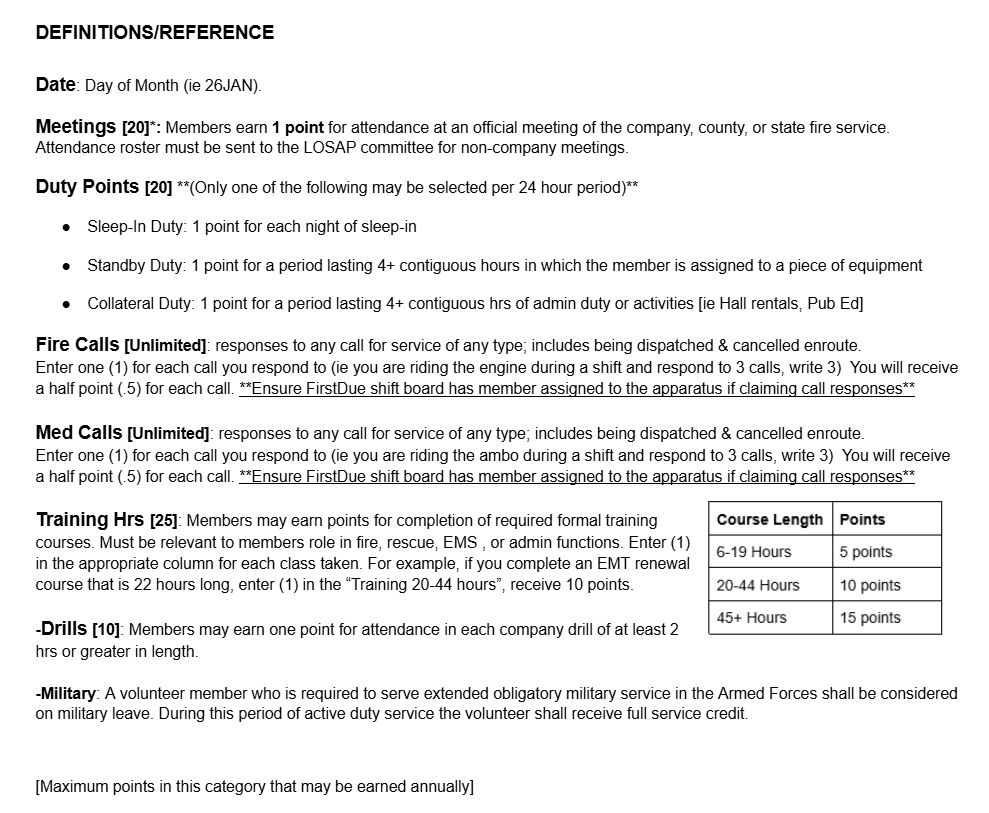 DEFINITIONS/REFERENCE
Date: Day of Month (ie 26JAN).
Meetings [20]*: Members earn 1 point for attendance at an official meeting of the company, county, or state fire service.
Attendance roster must be sent to the LOSAP committee for non-company meetings.
Duty Points [20] **(Only one of the following may be selected per 24 hour period)**
● Sleep-In Duty: 1 point for each night of sleep-in
● Standby Duty: 1 point for a period lasting 4+ contiguous hours in which the member is assigned to a piece of equipment
● Collateral Duty: 1 point for a period lasting 4+ contiguous hrs of admin duty or activities [ie Hall rentals, Pub Ed]
Fire Calls [Unlimited]: responses to any call for service of any type; includes being dispatched & cancelled enroute.
Enter one (1) for each call you respond to (ie you are riding the engine during a shift and respond to 3 calls, write 3)  You will receive
a half point (.5) for each call. **Ensure FirstDue shift board has member assigned to the apparatus if claiming call responses**
Med Calls [Unlimited]: responses to any call for service of any type; includes being dispatched & cancelled enroute.
Enter one (1) for each call you respond to (ie you are riding the ambo during a shift and respond to 3 calls, write 3)  You will receive
a half point (.5) for each call. **Ensure FirstDue shift board has member assigned to the apparatus if claiming call responses**
Training Hrs [25]: Members may earn points for completion of required formal training
courses. Must be relevant to members role in fire, rescue, EMS , or admin functions. Enter (1)
in the appropriate column for each class taken. For example, if you complete an EMT renewal
course that is 22 hours long, enter (1) in the “Training 20-44 hours”, receive 10 points.
Course Length Points
6-19 Hours 5 points
20-44 Hours 10 points
45+ Hours 15 points
-Drills [10]: Members may earn one point for attendance in each company drill of at least 2
hrs or greater in length.
-Military: A volunteer member who is required to serve extended obligatory military service in the Armed Forces shall be considered
on military leave. During this period of active duty service the volunteer shall receive full service credit.
[Maximum points in this category that may be earned annually]